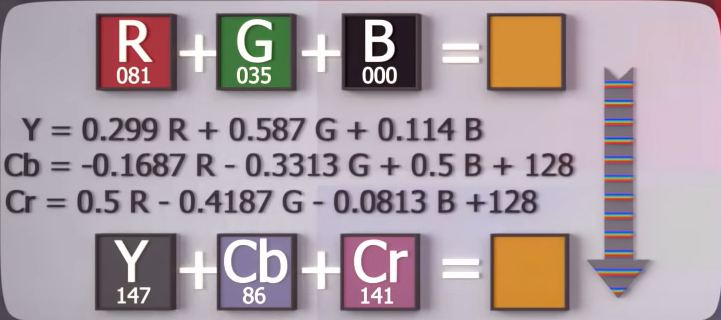 R + G + B =
081 035 000
Y = 0.299 R + 0.587 G + 0.114 B
Cb = -0.1687 R - 0.3313 G + 0.5 B + 128
Cr = 0.5 R - 0.4187 G - 0.0813 B +128
Y + Cb + Cr =
147 86 141